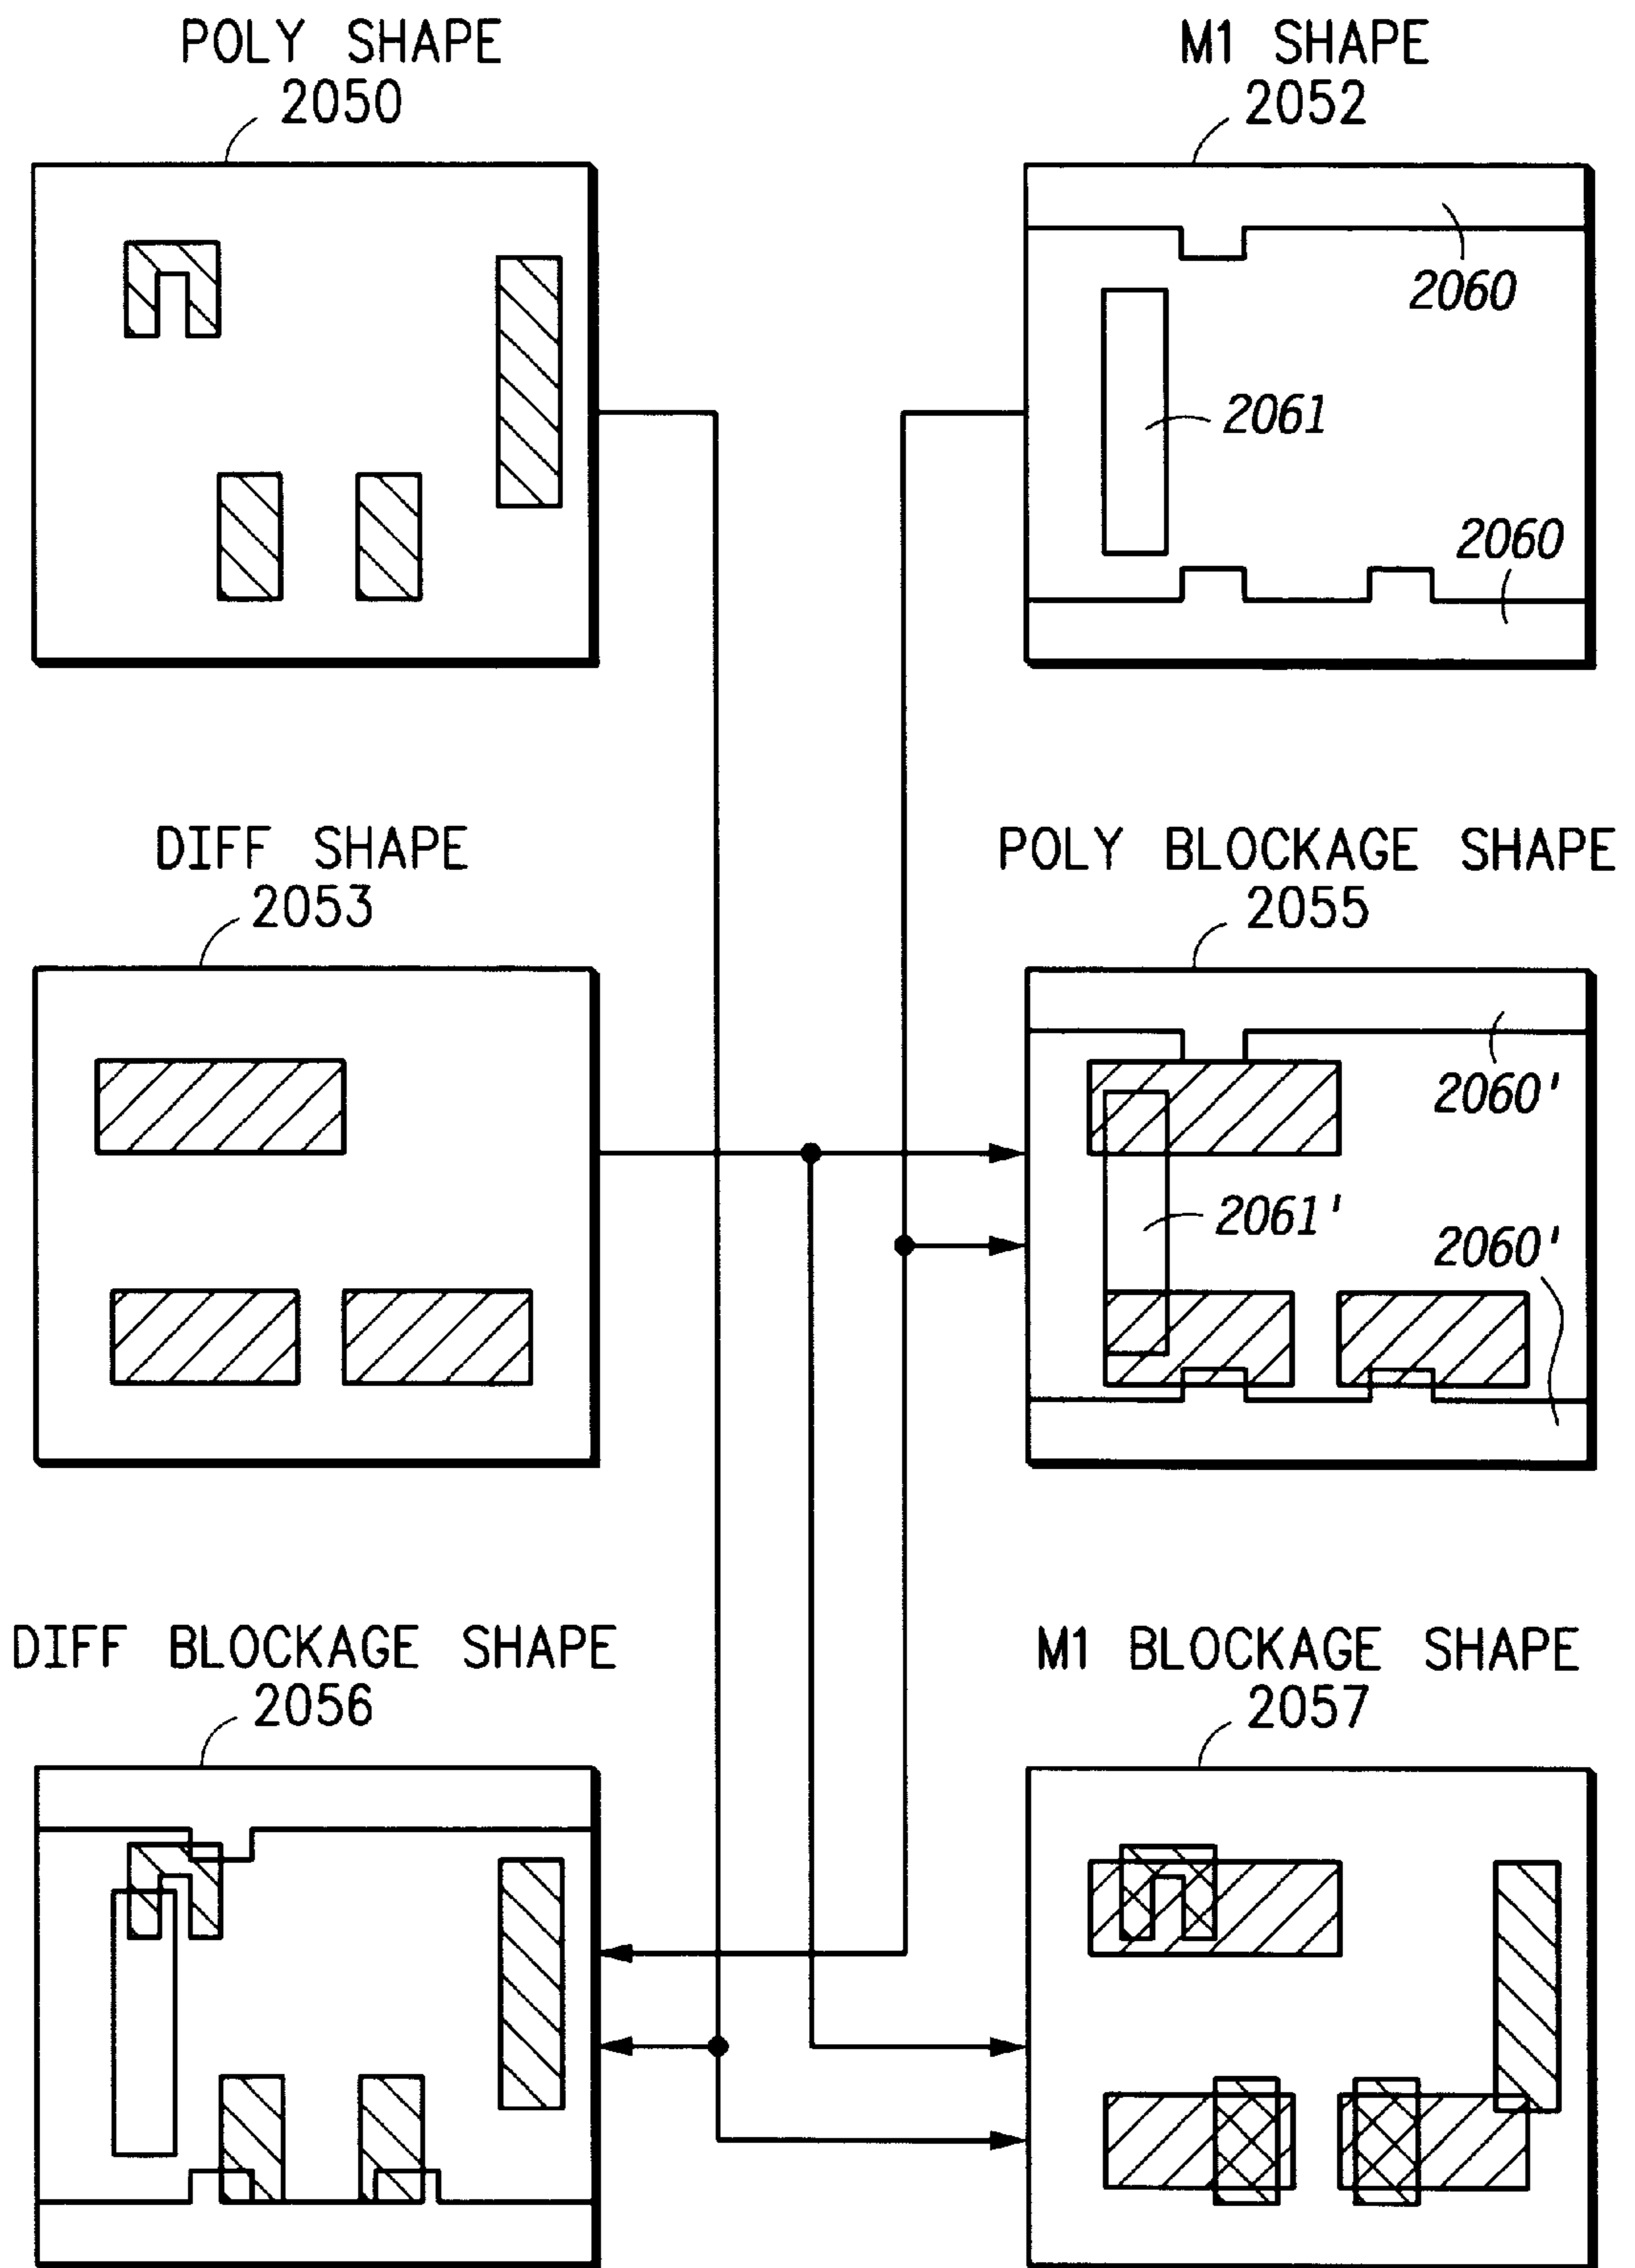 POLY SHAPE
2050
M1 SHAPE
2052
2060
2061
2060
DIFF SHAPE
2053
POLY BLOCKAGE SHAPE
2055
2060'
2061'
2060'
DIFF BLOCKAGE SHAPE
2056
M1 BLOCKAGE SHAPE
2057